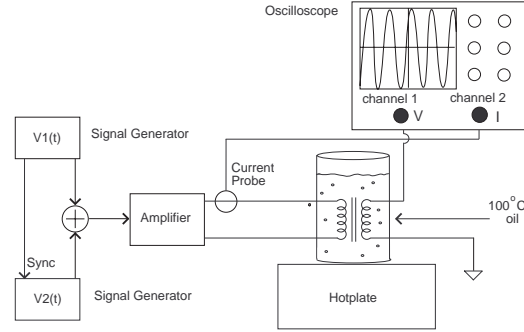 Oscilloscope
channel 1
channel 2
V
I
V1(t)
Signal Generator
Current
Probe
Amplifier
100°C
oil
Sync
V2(t)
Signal Generator
Hotplate